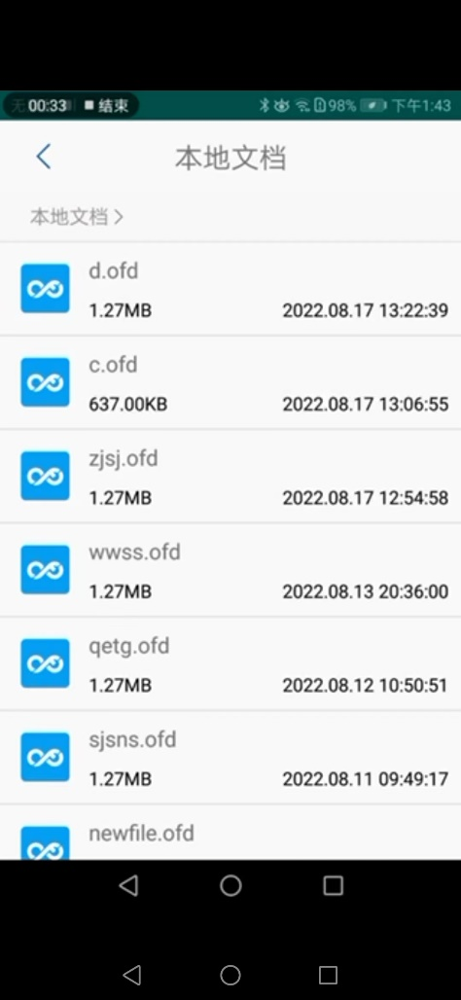 00:33 结束 98% 下午1:43
本地文档
本地文档
d.ofd
1.27MB 2022.08.17 13:22:39
c.ofd
637.00KB 2022.08.17 13:06:55
zjsj.ofd
1.27MB 2022.08.17 12:54:58
wwss.ofd
1.27MB 2022.08.13 20:36:00
qetg.ofd
1.27MB 2022.08.12 10:50:51
sjsns.ofd
1.27MB 2022.08.11 09:49:17
newfile.ofd